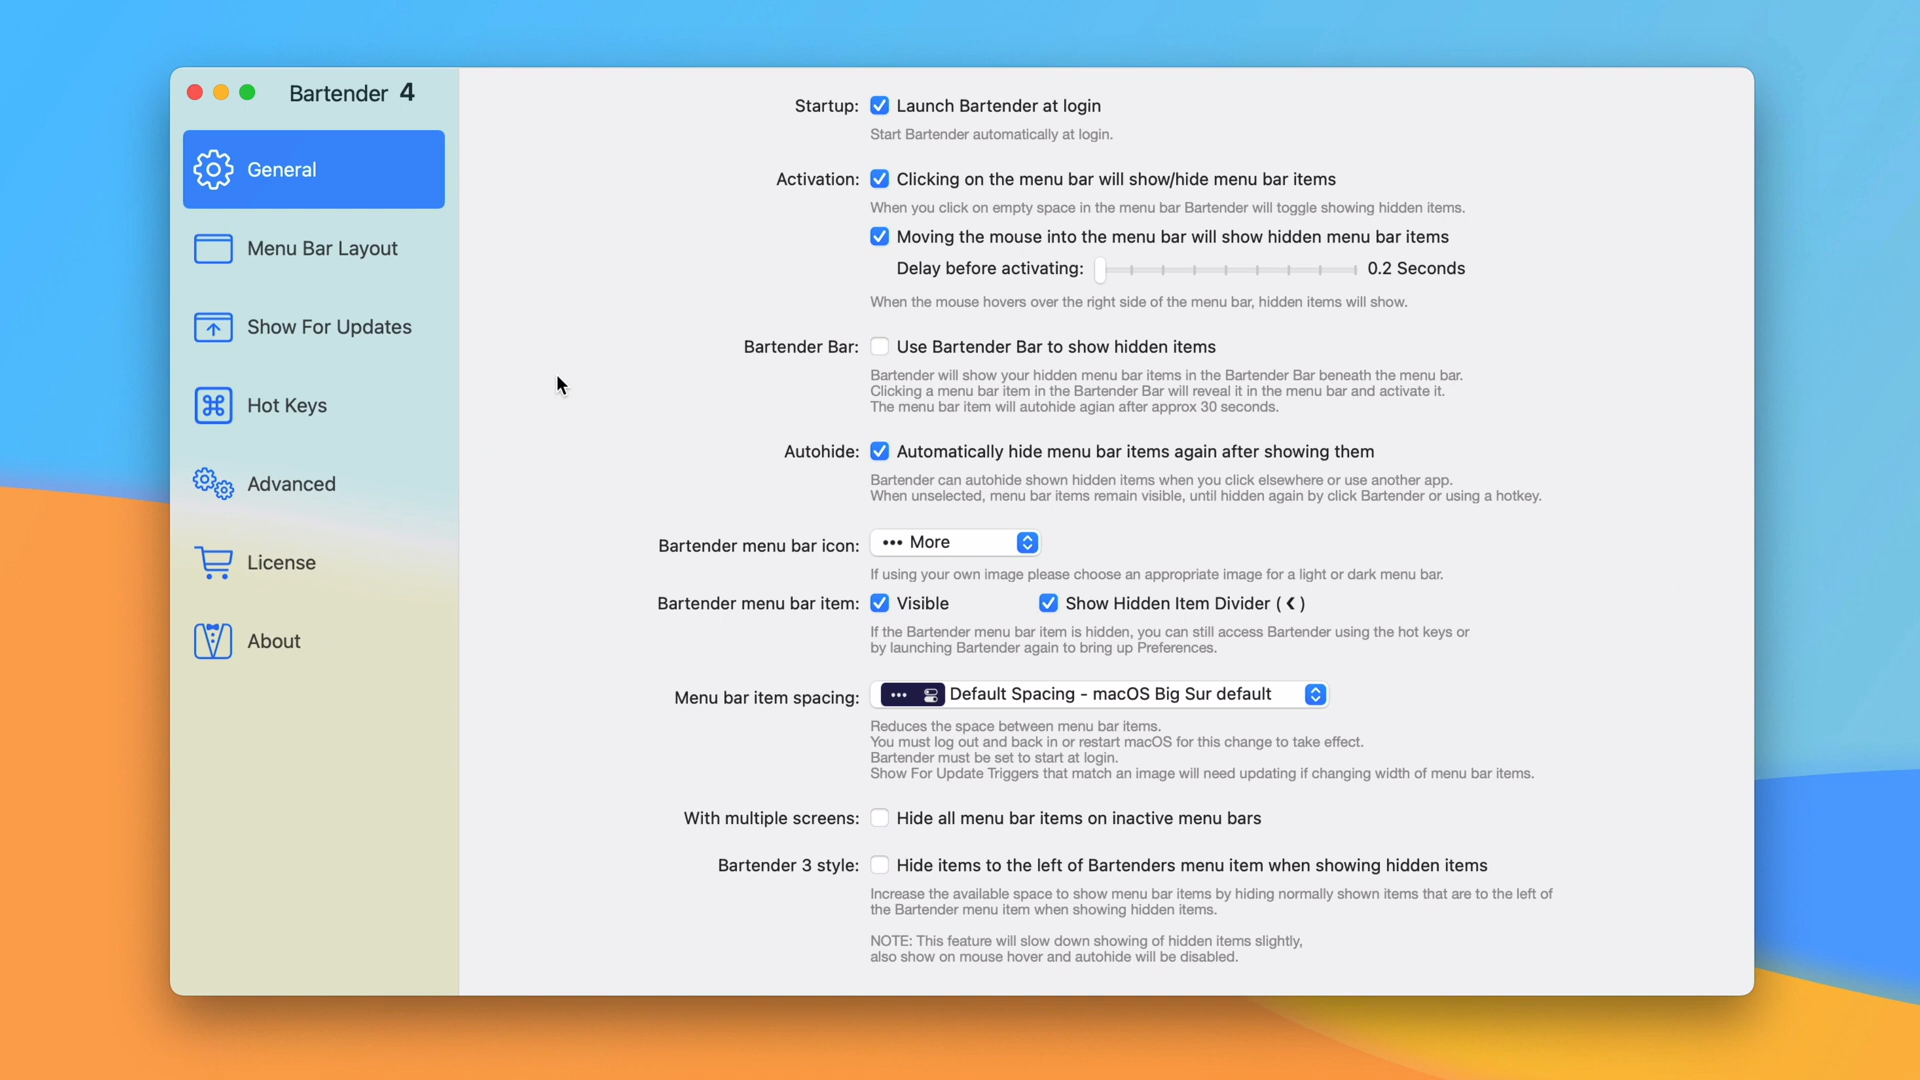 Bartender 4
General
Menu Bar Layout
Show For Updates
Hot Keys
Advanced
License
About
Startup: Launch Bartender at login
Start Bartender automatically at login.
Activation: Clicking on the menu bar will show/hide menu bar items
When you click on empty space in the menu bar Bartender will toggle showing hidden items.
Moving the mouse into the menu bar will show hidden menu bar items
Delay before activating: 0.2 Seconds
When the mouse hovers over the right side of the menu bar, hidden items will show.
Bartender Bar: Use Bartender Bar to show hidden items
Bartender will show your hidden menu bar items in the Bartender Bar beneath the menu bar.
Clicking a menu bar item in the Bartender Bar will reveal it in the menu bar and activate it.
The menu bar item will autohide agian after approx 30 seconds.
Autohide: Automatically hide menu bar items again after showing them
Bartender can autohide shown hidden items when you click elsewhere or use another app.
When unselected, menu bar items remain visible, until hidden again by click Bartender or using a hotkey.
Bartender menu bar icon: ••• More
If using your own image please choose an appropriate image for a light or dark menu bar.
Bartender menu bar item: Visible Show Hidden Item Divider (❮)
If the Bartender menu bar item is hidden, you can still access Bartender using the hot keys or
by launching Bartender again to bring up Preferences.
Menu bar item spacing: Default Spacing - macOS Big Sur default
Reduces the space between menu bar items.
You must log out and back in or restart macOS for this change to take effect.
Bartender must be set to start at login.
Show For Update Triggers that match an image will need updating if changing width of menu bar items.
With multiple screens: Hide all menu bar items on inactive menu bars
Bartender 3 style: Hide items to the left of Bartenders menu item when showing hidden items
Increase the available space to show menu bar items by hiding normally shown items that are to the left of
the Bartender menu item when showing hidden items.
NOTE: This feature will slow down showing of hidden items slightly,
also show on mouse hover and autohide will be disabled.